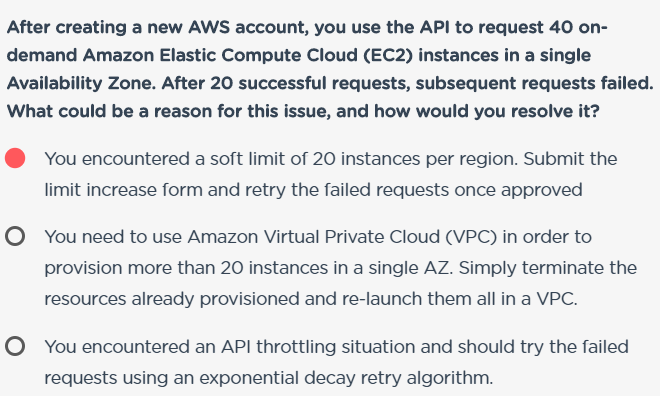 After creating a new AWS account, you use the API to request 40 on-
demand Amazon Elastic Compute Cloud (EC2) instances in a single
Availability Zone. After 20 successful requests, subsequent requests failed.
What could be a reason for this issue, and how would you resolve it?
You encountered a soft limit of 20 instances per region. Submit the
limit increase form and retry the failed requests once approved
You need to use Amazon Virtual Private Cloud (VPC) in order to
provision more than 20 instances in a single AZ. Simply terminate the
resources already provisioned and re-launch them all in a VPC.
You encountered an API throttling situation and should try the failed
requests using an exponential decay retry algorithm.